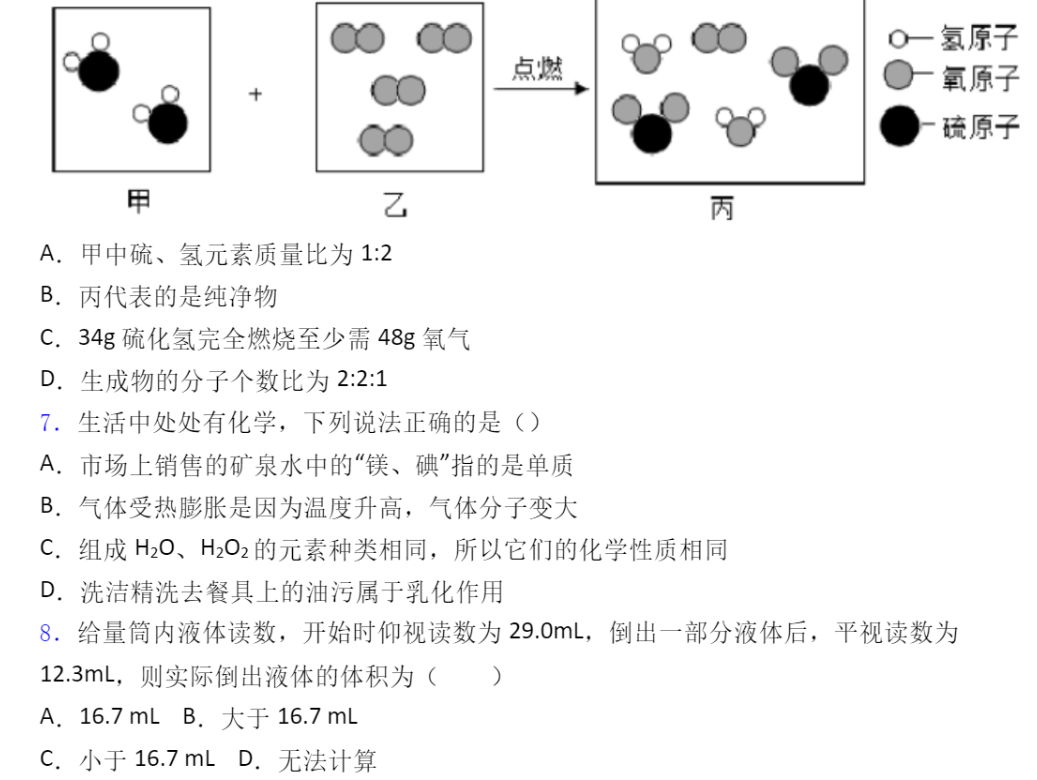 +
点燃
氢原子
氧原子
硫原子
甲
乙
丙
A．甲中硫、氢元素质量比为 1:2
B．丙代表的是纯净物
C．34g 硫化氢完全燃烧至少需 48g 氧气
D．生成物的分子个数比为 2:2:1
7．生活中处处有化学，下列说法正确的是（）
A．市场上销售的矿泉水中的“镁、碘”指的是单质
B．气体受热膨胀是因为温度升高，气体分子变大
C．组成 H₂O、H₂O₂ 的元素种类相同，所以它们的化学性质相同
D．洗洁精洗去餐具上的油污属于乳化作用
8．给量筒内液体读数，开始时仰视读数为 29.0mL，倒出一部分液体后，平视读数为
12.3mL，则实际倒出液体的体积为（　　）
A．16.7 mL　B．大于 16.7 mL
C．小于 16.7 mL　D．无法计算